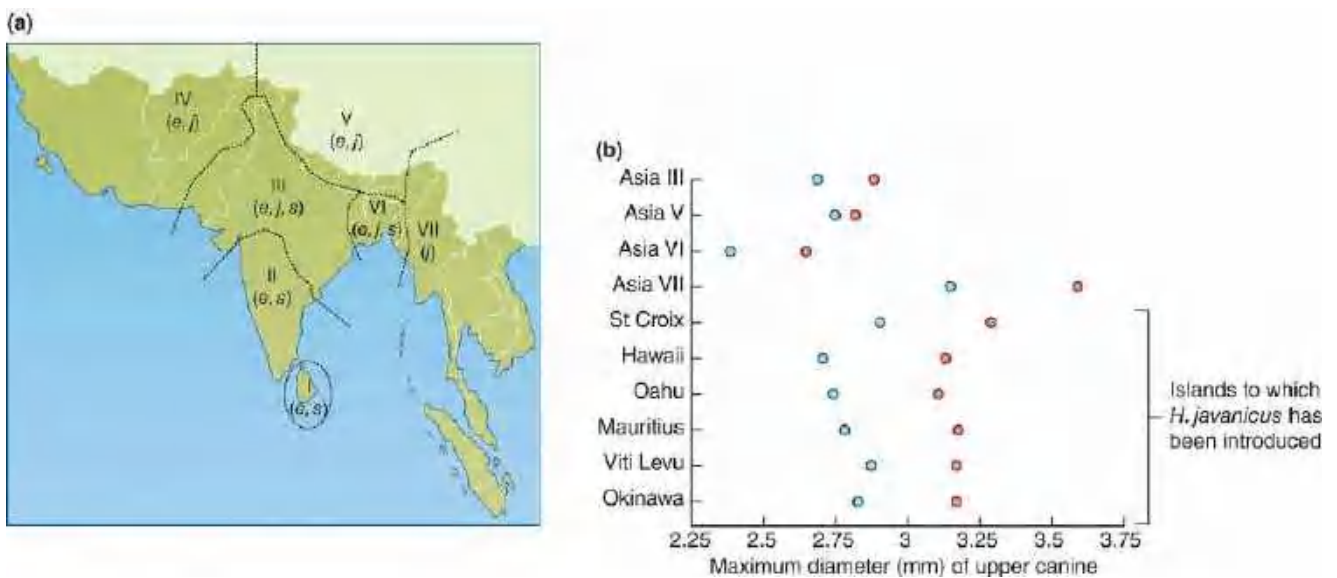 (a)
IV
(e, j)
V
(e, j)
III
(e, j, s)
VI
(e, j, s)
VII
(j)
II
(e, s)
I
(e, s)
(b)
Asia III
Asia V
Asia VI
Asia VII
St Croix
Hawaii
Oahu
Mauritius
Viti Levu
Okinawa
Islands to which
H. javanicus has
been introduced
2.25 2.5 2.75 3 3.25 3.5 3.75
Maximum diameter (mm) of upper canine